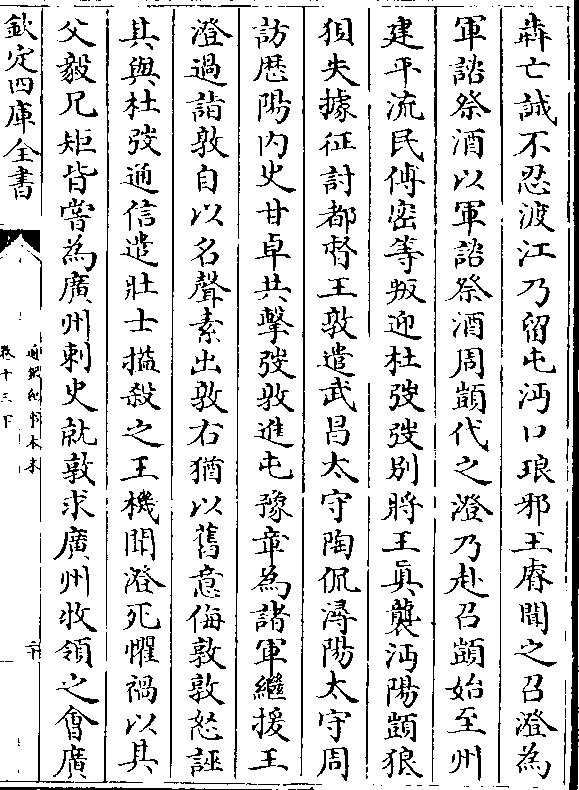 犇亡誠不忍渡江乃留屯沔口琅邪王睿聞之召澄為
軍諮祭酒以軍諮祭酒周顗代之澄乃赴召顗始至州
建平流民傅密等叛迎杜弢弢別將王真襲沔陽顗狼
狽失據征討都督王敦遣武昌太守陶侃潯陽太守周
訪歴陽内史甘卓共擊弢敦進屯豫章為諸軍繼援王
澄過詣敦自以名聲素出敦右猶以舊意侮敦敦怒誣
其與杜弢通信遣壯士搤殺之王機聞澄死懼禍以其
父毅兄矩皆嘗為廣州刺史就敦求廣州敦領之會廣
欽定四庫全書
通鑑紀事本末
卷十三下